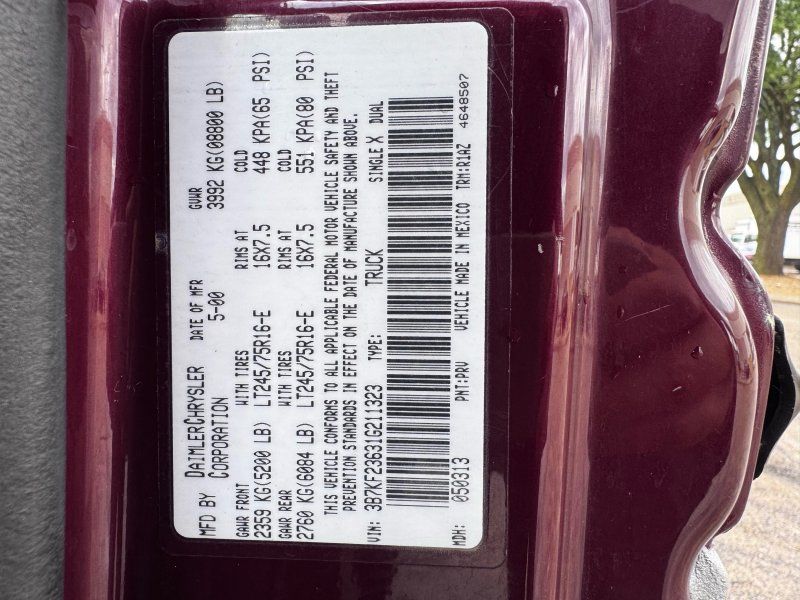 MFD BY DAIMLERCHRYSLER CORPORATION DATE OF MFR 5-00 GVWR 3992 KG(08800 LB)
GAWR FRONT WITH TIRES RIMS AT COLD
2359 KG(5200 LB) LT245/75R16-E 16X7.5 448 KPA(65 PSI)
GAWR REAR WITH TIRES RIMS AT COLD
2760 KG(6084 LB) LT245/75R16-E 16X7.5 551 KPA(80 PSI)
THIS VEHICLE CONFORMS TO ALL APPLICABLE FEDERAL MOTOR VEHICLE SAFETY AND THEFT
PREVENTION STANDARDS IN EFFECT ON THE DATE OF MANUFACTURE SHOWN ABOVE.
VIN: 3B7KF23631G211323 TYPE: TRUCK SINGLE X DUAL
MDH: 050313 PNT:PRV VEHICLE MADE IN MEXICO TRM:R1AZ 4648507